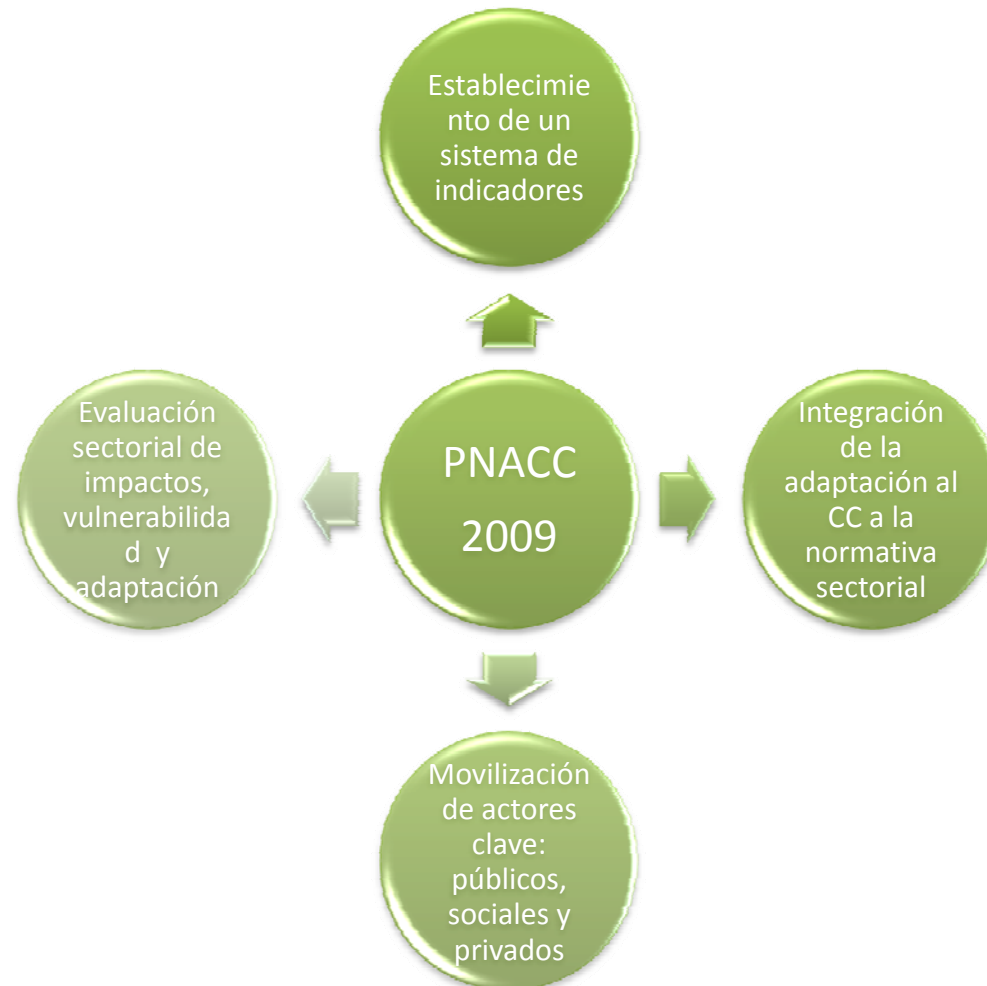 Establecimie
nto de un
sistema de
indicadores
Evaluación
sectorial de
impactos,
vulnerabilida
d y
adaptación
PNACC
2009
Integración
de la
adaptación al
CC a la
normativa
sectorial
Movilización
de actores
clave:
públicos,
sociales y
privados